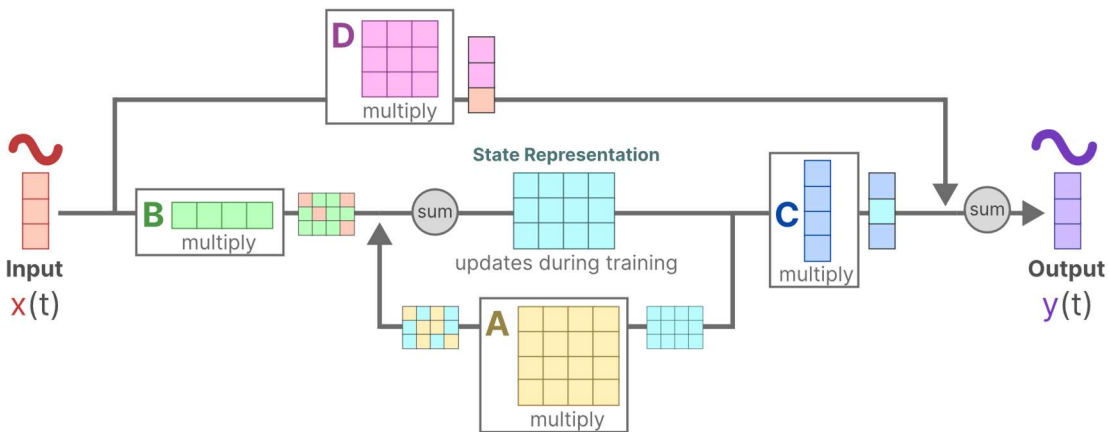 D
multiply
State Representation
B
multiply
sum
updates during training
C
multiply
sum
Input
x(t)
Output
y(t)
A
multiply